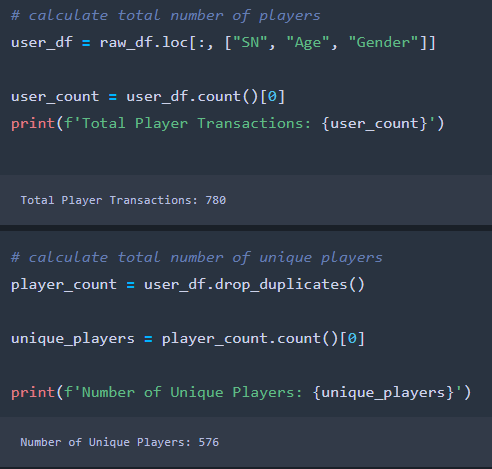 # calculate total number of players
user_df = raw_df.loc[:, ["SN", "Age", "Gender"]]
user_count = user_df.count()[0]
print(f'Total Player Transactions: {user_count}')
Total Player Transactions: 780
# calculate total number of unique players
player_count = user_df.drop_duplicates()
unique_players = player_count.count()[0]
print(f'Number of Unique Players: {unique_players}')
Number of Unique Players: 576